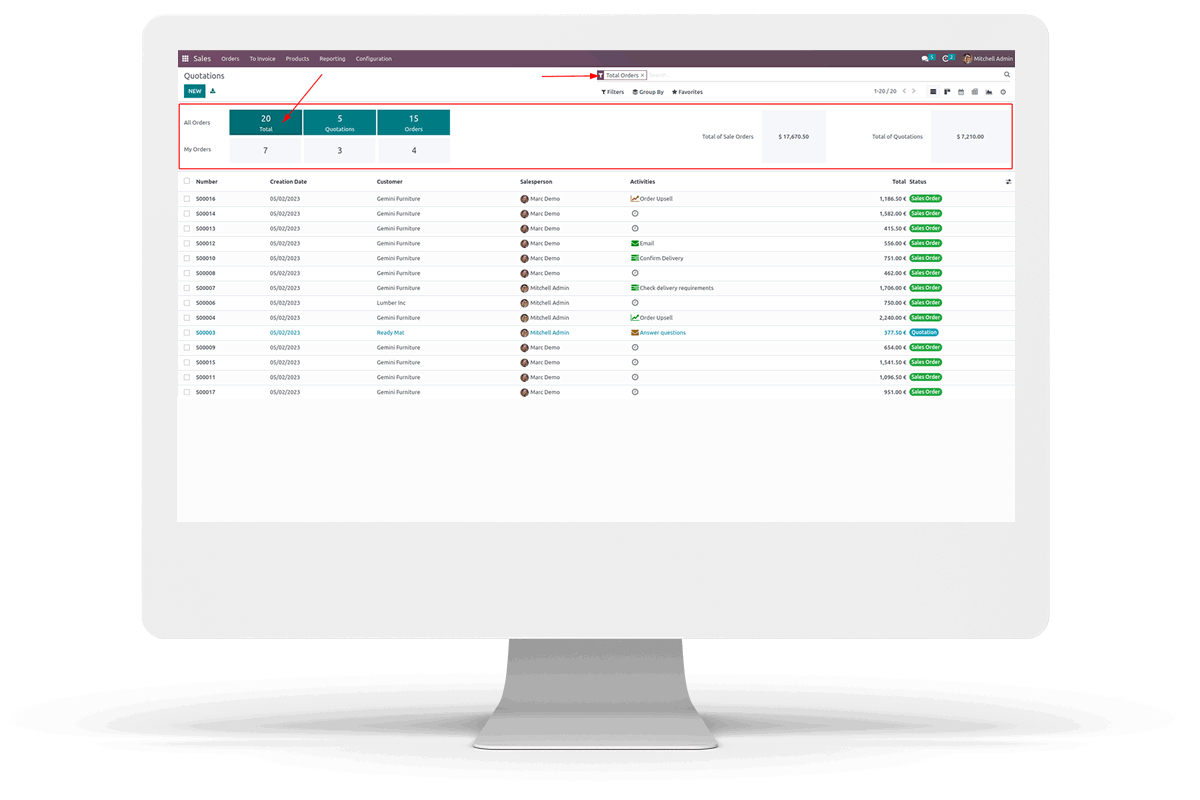 Sales Orders To Invoice Products Reporting Configuration 5 2 Mitchell Admin
Quotations Total Orders × Search...
NEW Filters Group By Favorites 1-20 / 20
All Orders 20 Total 5 Quotations 15 Orders Total of Sale Orders $ 17,670.50 Total of Quotations $ 7,210.00
My Orders 7 3 4
Number Creation Date Customer Salesperson Activities Total Status
S00016 05/02/2023 Gemini Furniture Marc Demo Order Upsell 1,186.50 € Sales Order
S00014 05/02/2023 Gemini Furniture Marc Demo 1,582.00 € Sales Order
S00013 05/02/2023 Gemini Furniture Marc Demo 415.50 € Sales Order
S00012 05/02/2023 Gemini Furniture Marc Demo Email 556.00 € Sales Order
S00010 05/02/2023 Gemini Furniture Marc Demo Confirm Delivery 751.00 € Sales Order
S00008 05/02/2023 Gemini Furniture Marc Demo 462.00 € Sales Order
S00007 05/02/2023 Gemini Furniture Mitchell Admin Check delivery requirements 1,706.00 € Sales Order
S00006 05/02/2023 Lumber Inc Mitchell Admin 750.00 € Sales Order
S00004 05/02/2023 Gemini Furniture Mitchell Admin Order Upsell 2,240.00 € Sales Order
S00003 05/02/2023 Ready Mat Mitchell Admin Answer questions 377.50 € Quotation
S00009 05/02/2023 Gemini Furniture Marc Demo 654.00 € Sales Order
S00015 05/02/2023 Gemini Furniture Marc Demo 1,541.50 € Sales Order
S00011 05/02/2023 Gemini Furniture Marc Demo 1,096.50 € Sales Order
S00017 05/02/2023 Gemini Furniture Marc Demo 951.00 € Sales Order